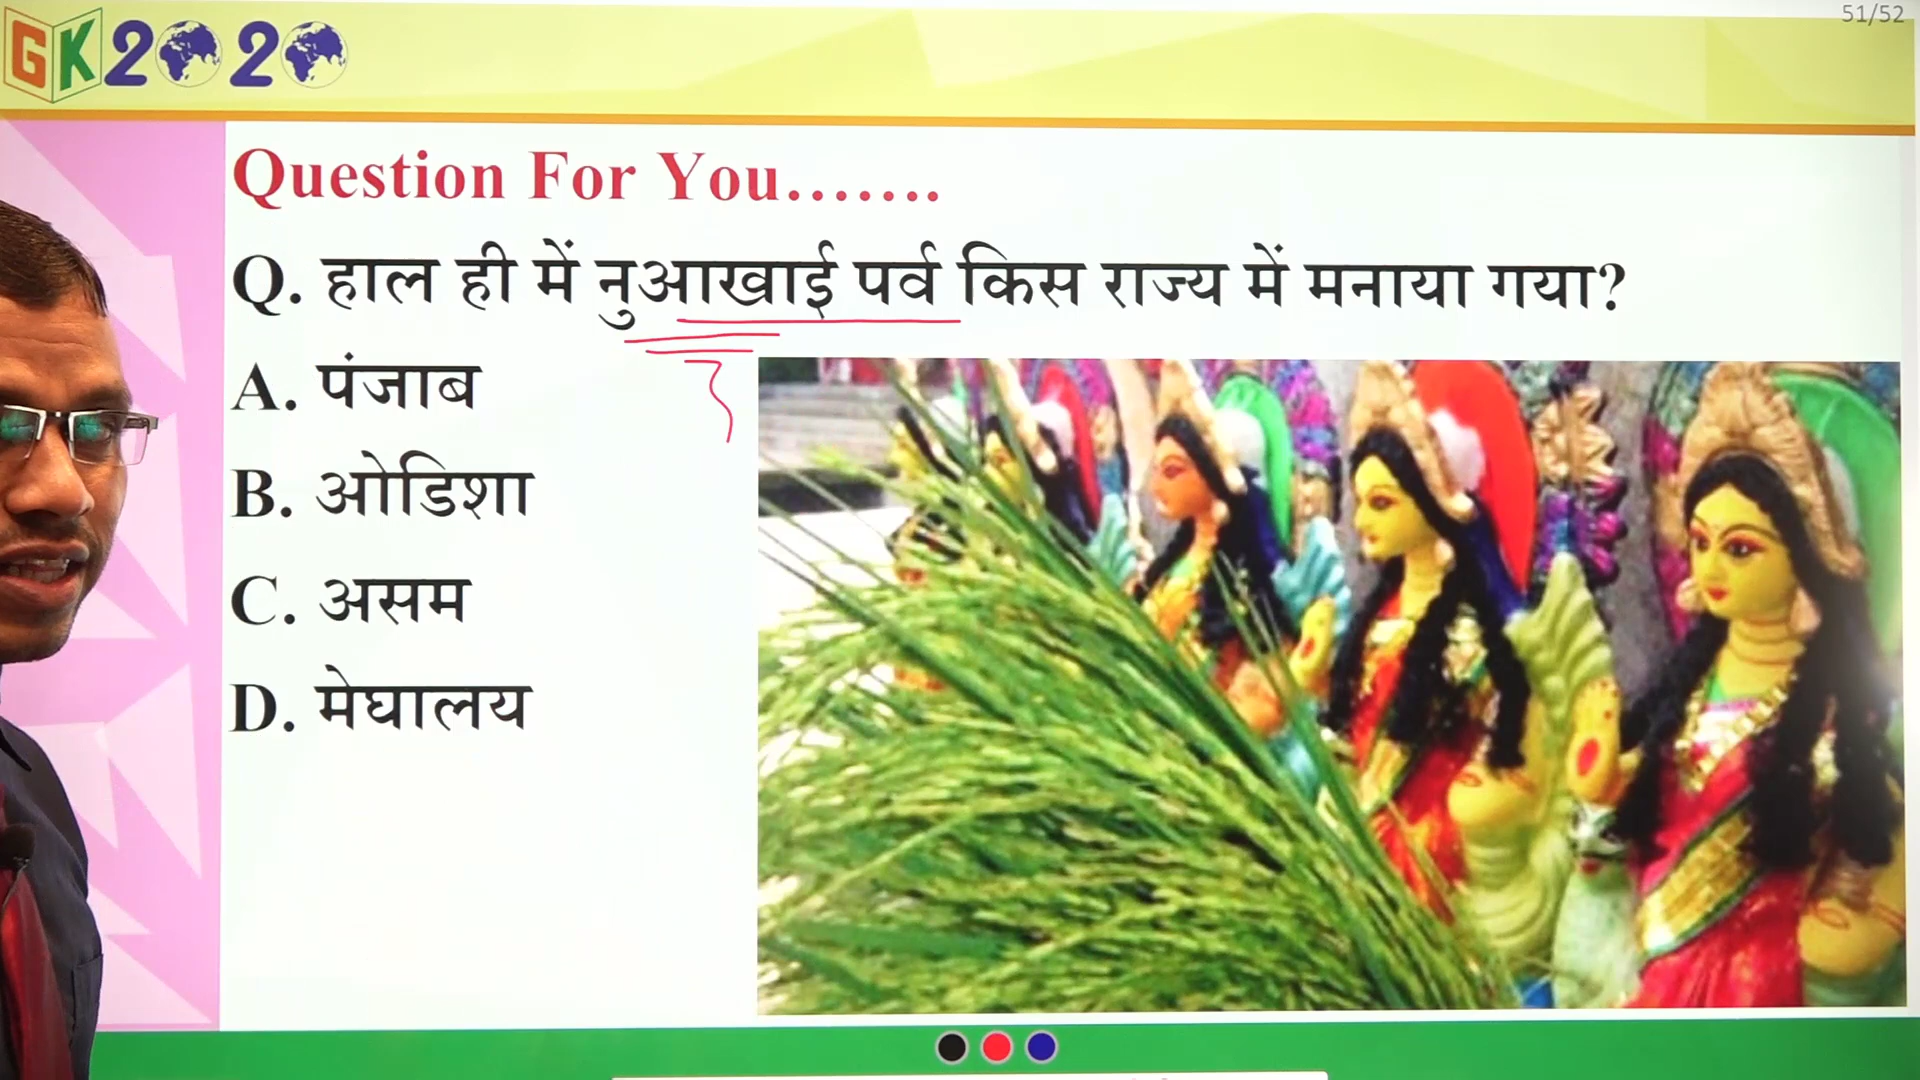 51/52
GK2020
Question For You.......
Q. हाल ही में नुआखाई पर्व किस राज्य में मनाया गया?
A. पंजाब
B. ओडिशा
C. असम
D. मेघालय